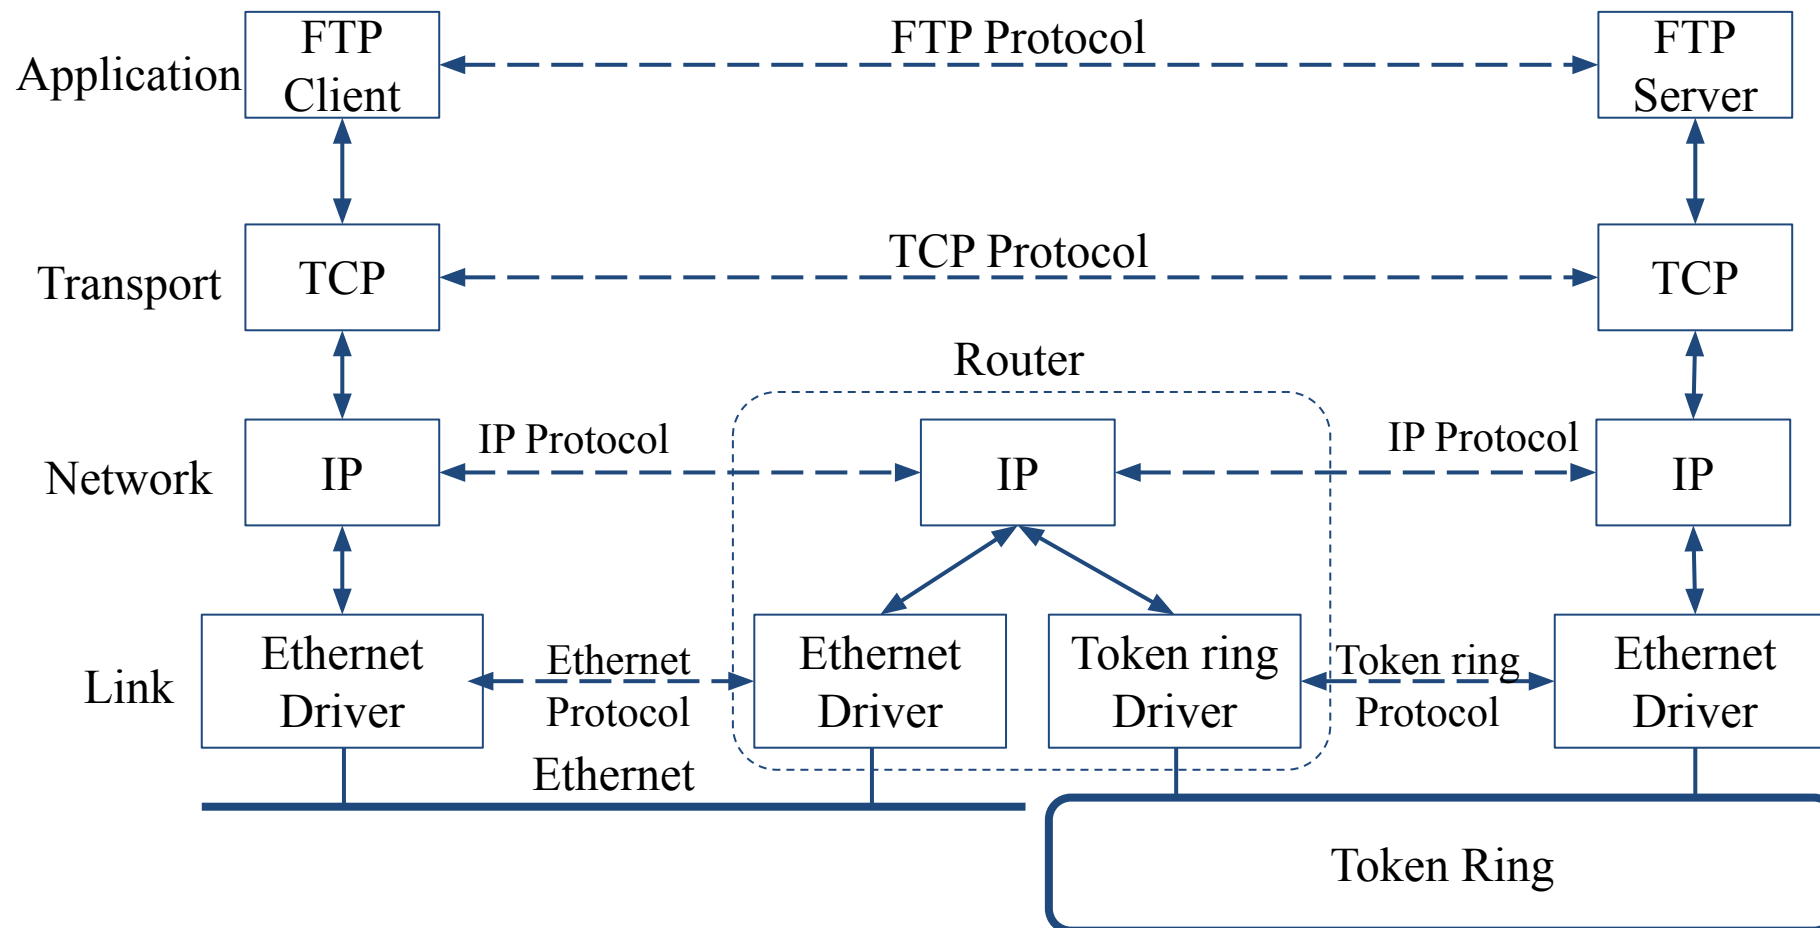 Application
FTP
Client
FTP Protocol
FTP
Server
Transport
TCP
TCP Protocol
TCP
Router
Network
IP
IP Protocol
IP
IP Protocol
IP
Link
Ethernet
Driver
Ethernet
Protocol
Ethernet
Driver
Token ring
Driver
Token ring
Protocol
Ethernet
Driver
Ethernet
Token Ring